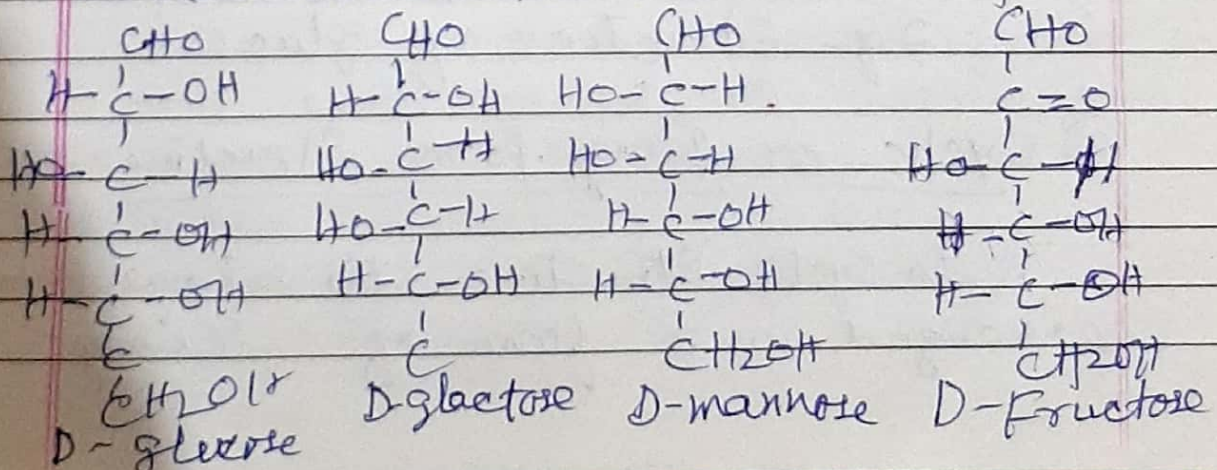 CHO CHO CHO CHO
H-C-OH H-C-OH HO-C-H. C=O
HO-C-H HO-C-H HO-C-H HO-C-H
H-C-OH HO-C-H H-C-OH H-C-OH
H-C-OH H-C-OH H-C-OH H-C-OH
C C CH2OH CH2OH
CH2OH D-glactose D-mannose D-Fructose
D-glucose